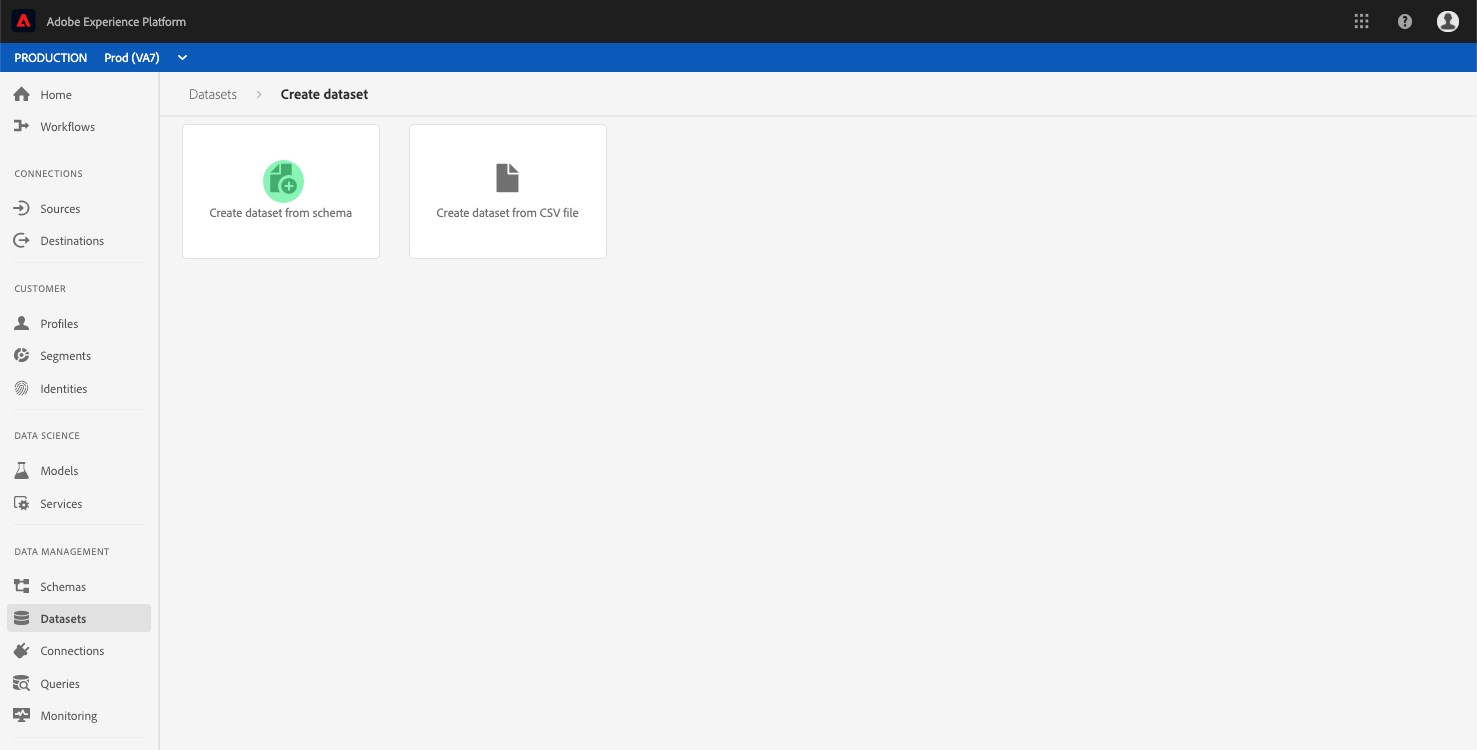 Adobe Experience Platform
PRODUCTION Prod (VA7)
Home
Workflows
CONNECTIONS
Sources
Destinations
CUSTOMER
Profiles
Segments
Identities
DATA SCIENCE
Models
Services
DATA MANAGEMENT
Schemas
Datasets
Connections
Queries
Monitoring
Datasets > Create dataset
Create dataset from schema
Create dataset from CSV file